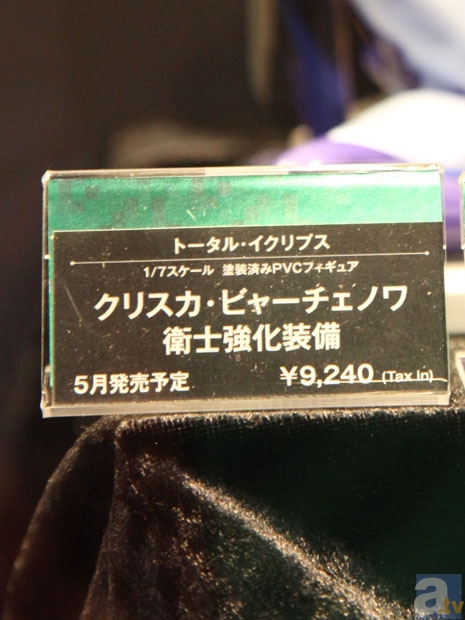 トータル・イクリプス
1/7スケール 塗装済みPVCフィギュア
クリスカ・ビャーチェノワ
衛士強化装備
5月発売予定 ¥9,240 (Tax in)
a tv